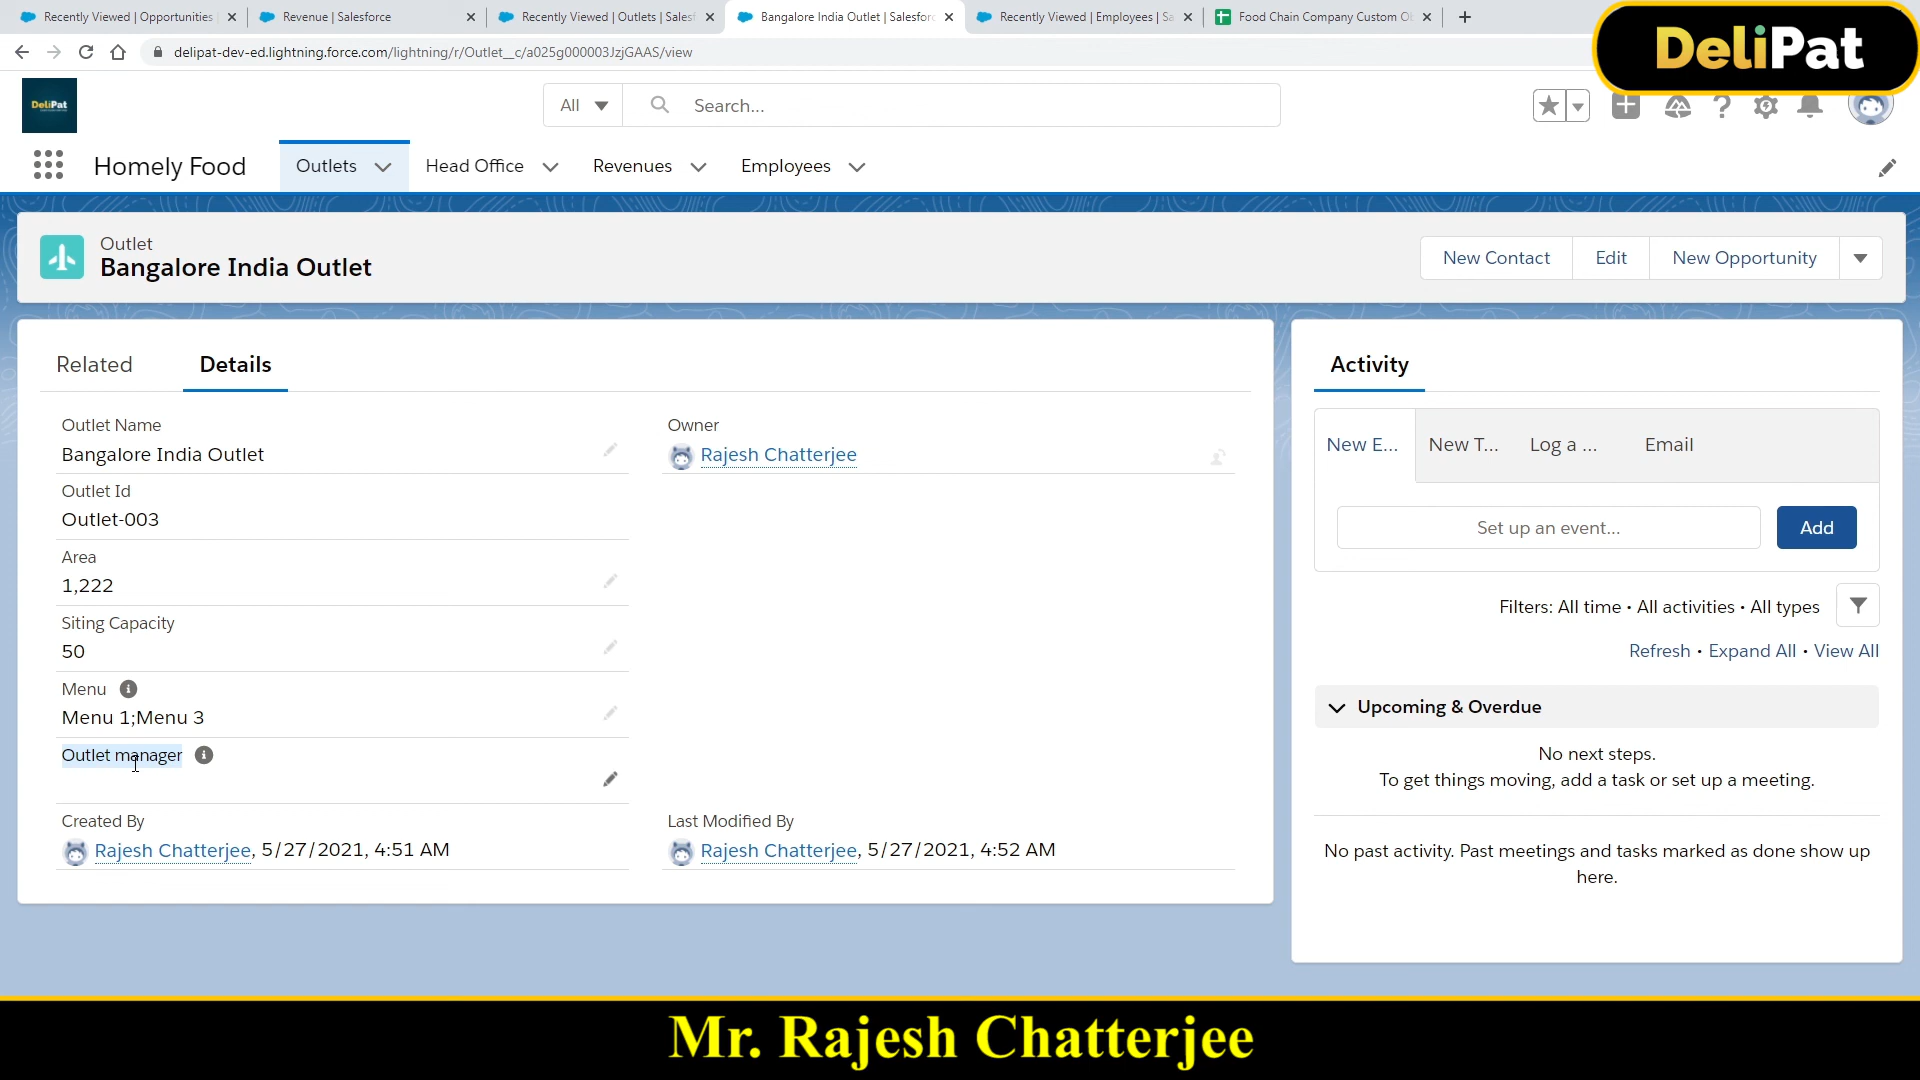 Recently Viewed | Opportunities
Revenue | Salesforce
Recently Viewed | Outlets | Salesf
Bangalore India Outlet | Salesforc
Recently Viewed | Employees | Sa
Food Chain Company Custom Ob
delipat-dev-ed.lightning.force.com/lightning/r/Outlet__c/a025g000003JzjGAAS/view
DeliPat
DeliPat
All
Search...
Homely Food
Outlets
Head Office
Revenues
Employees
Outlet
Bangalore India Outlet
New Contact
Edit
New Opportunity
Related
Details
Outlet Name
Bangalore India Outlet
Owner
Rajesh Chatterjee
Outlet Id
Outlet-003
Area
1,222
Siting Capacity
50
Menu
Menu 1;Menu 3
Outlet manager
Created By
Rajesh Chatterjee, 5/27/2021, 4:51 AM
Last Modified By
Rajesh Chatterjee, 5/27/2021, 4:52 AM
Activity
New E...
New T...
Log a ...
Email
Set up an event...
Add
Filters: All time • All activities • All types
Refresh • Expand All • View All
Upcoming & Overdue
No next steps.
To get things moving, add a task or set up a meeting.
No past activity. Past meetings and tasks marked as done show up
here.
Mr. Rajesh Chatterjee